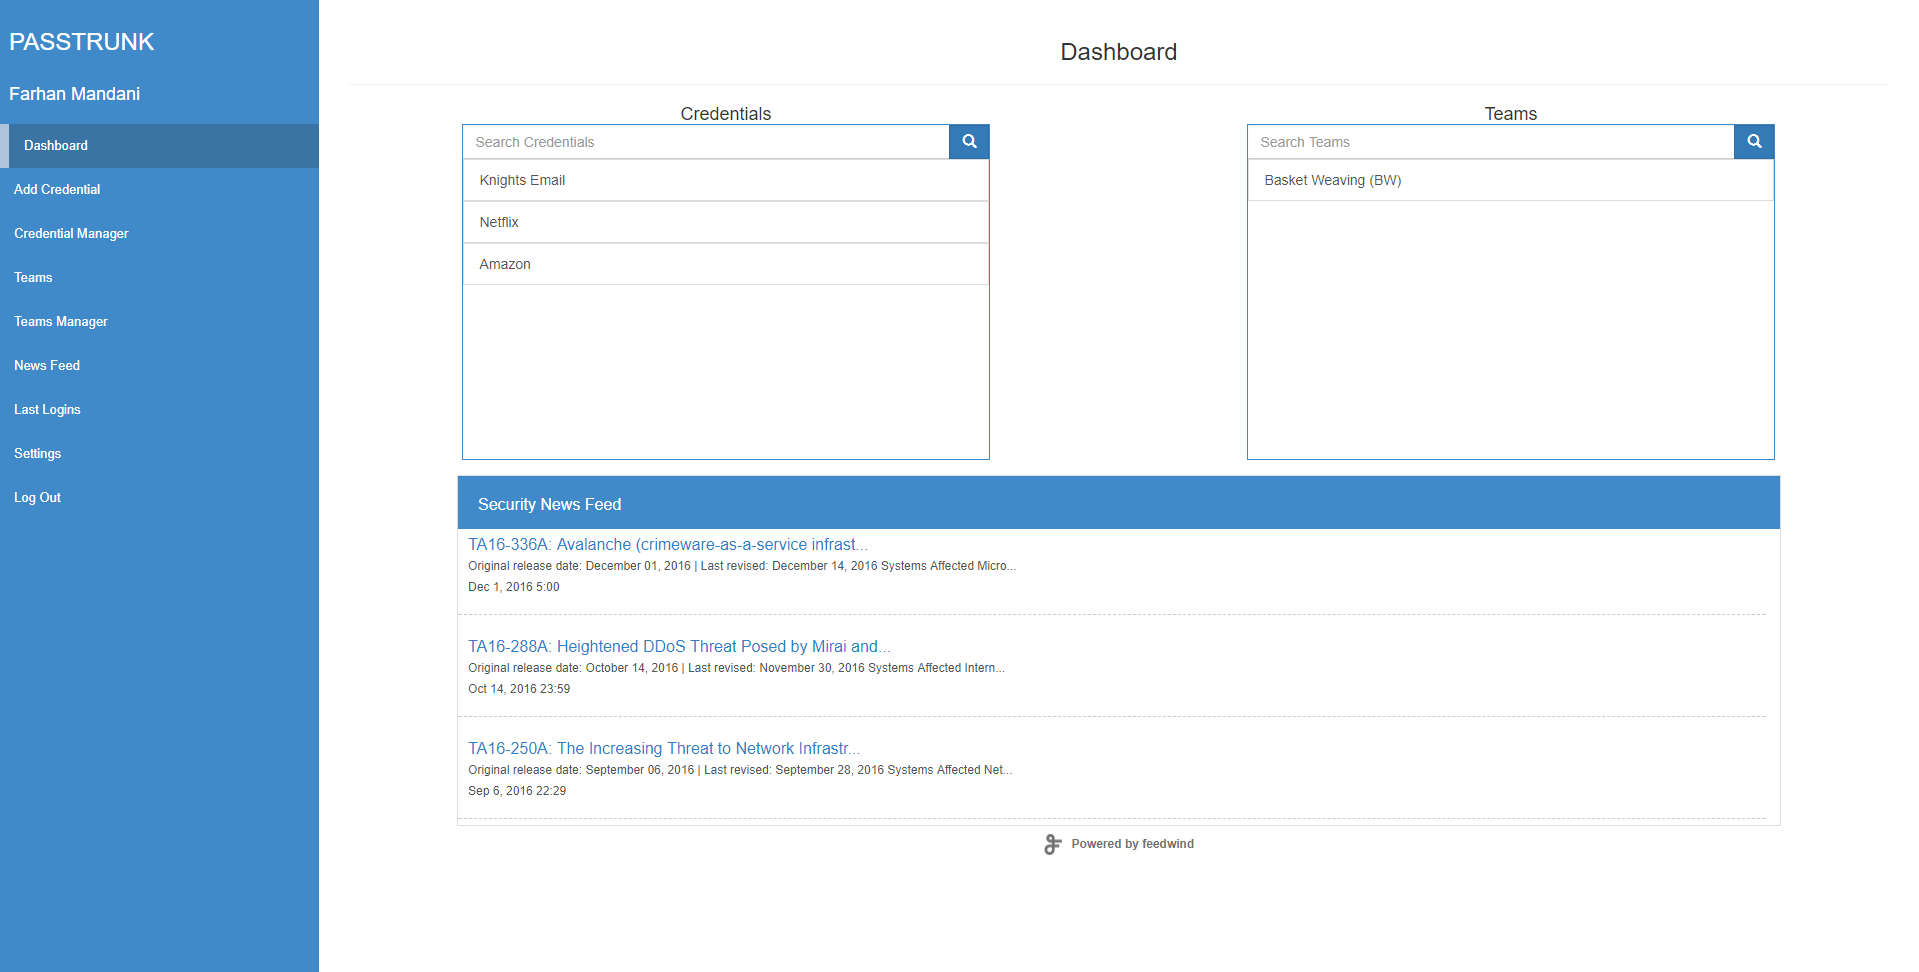 PASSTRUNK
Farhan Mandani
Dashboard
Add Credential
Credential Manager
Teams
Teams Manager
News Feed
Last Logins
Settings
Log Out
Dashboard
Credentials
Search Credentials
Knights Email
Netflix
Amazon
Teams
Search Teams
Basket Weaving (BW)
Security News Feed
TA16-336A: Avalanche (crimeware-as-a-service infrast...
Original release date: December 01, 2016 | Last revised: December 14, 2016 Systems Affected Micro...
Dec 1, 2016 5:00
TA16-288A: Heightened DDoS Threat Posed by Mirai and...
Original release date: October 14, 2016 | Last revised: November 30, 2016 Systems Affected Intern...
Oct 14, 2016 23:59
TA16-250A: The Increasing Threat to Network Infrastr...
Original release date: September 06, 2016 | Last revised: September 28, 2016 Systems Affected Net...
Sep 6, 2016 22:29
Powered by feedwind